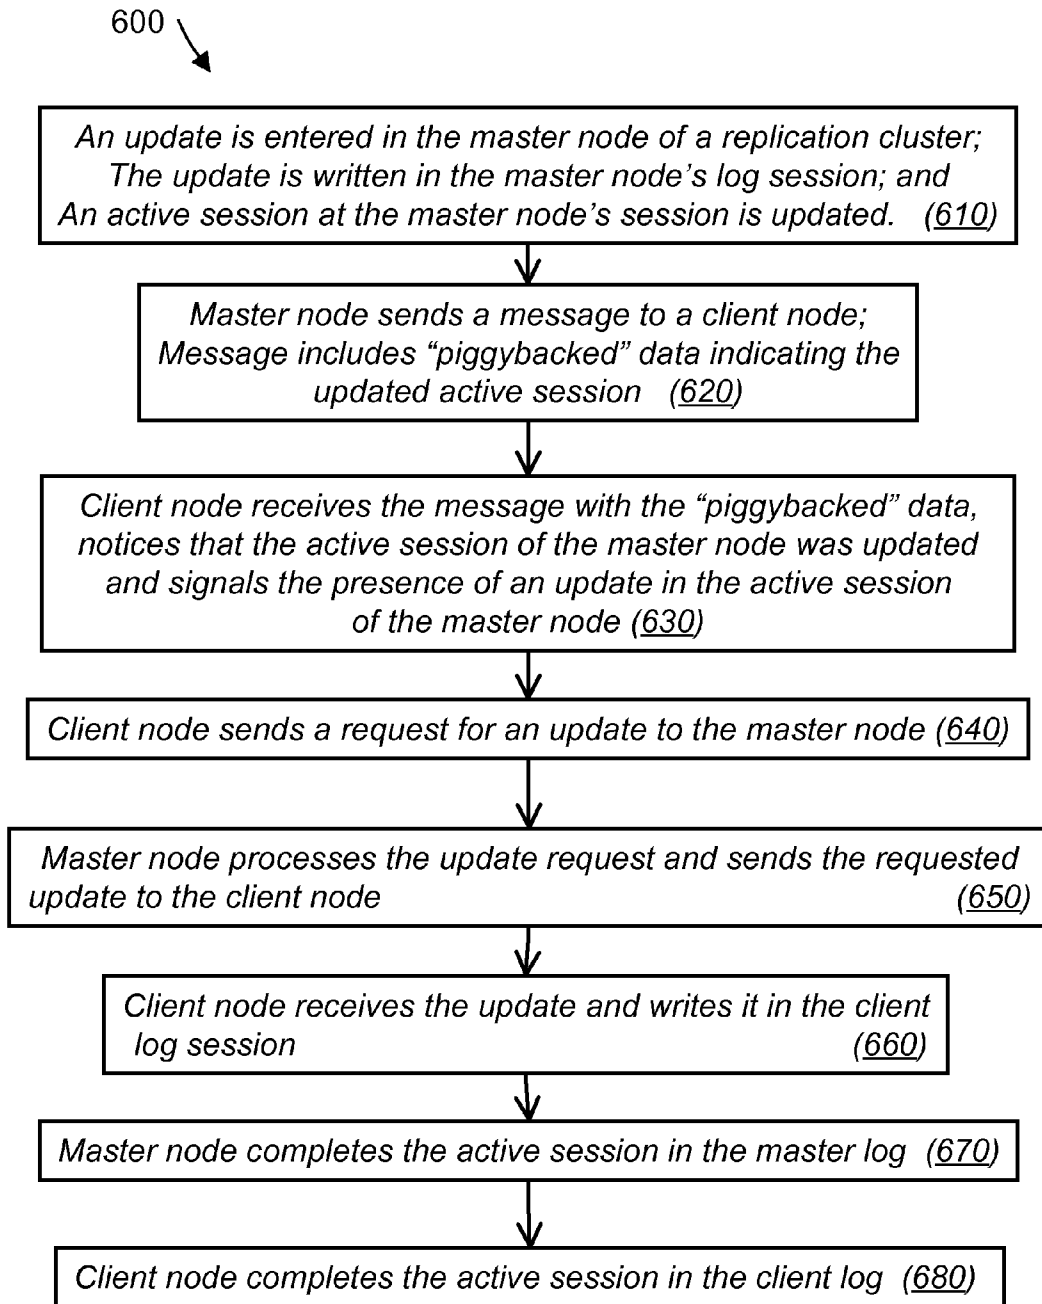 600
An update is entered in the master node of a replication cluster;
The update is written in the master node's log session; and
An active session at the master node's session is updated. (610)
Master node sends a message to a client node;
Message includes “piggybacked” data indicating the
updated active session (620)
Client node receives the message with the “piggybacked” data,
notices that the active session of the master node was updated
and signals the presence of an update in the active session
of the master node (630)
Client node sends a request for an update to the master node (640)
Master node processes the update request and sends the requested
update to the client node (650)
Client node receives the update and writes it in the client
log session (660)
Master node completes the active session in the master log (670)
Client node completes the active session in the client log (680)